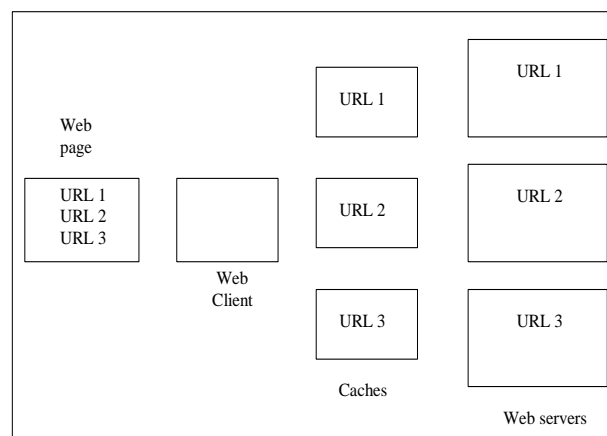 Web
page
URL 1
URL 2
URL 3
Web
Client
URL 1
URL 2
URL 3
Caches
URL 1
URL 2
URL 3
Web servers